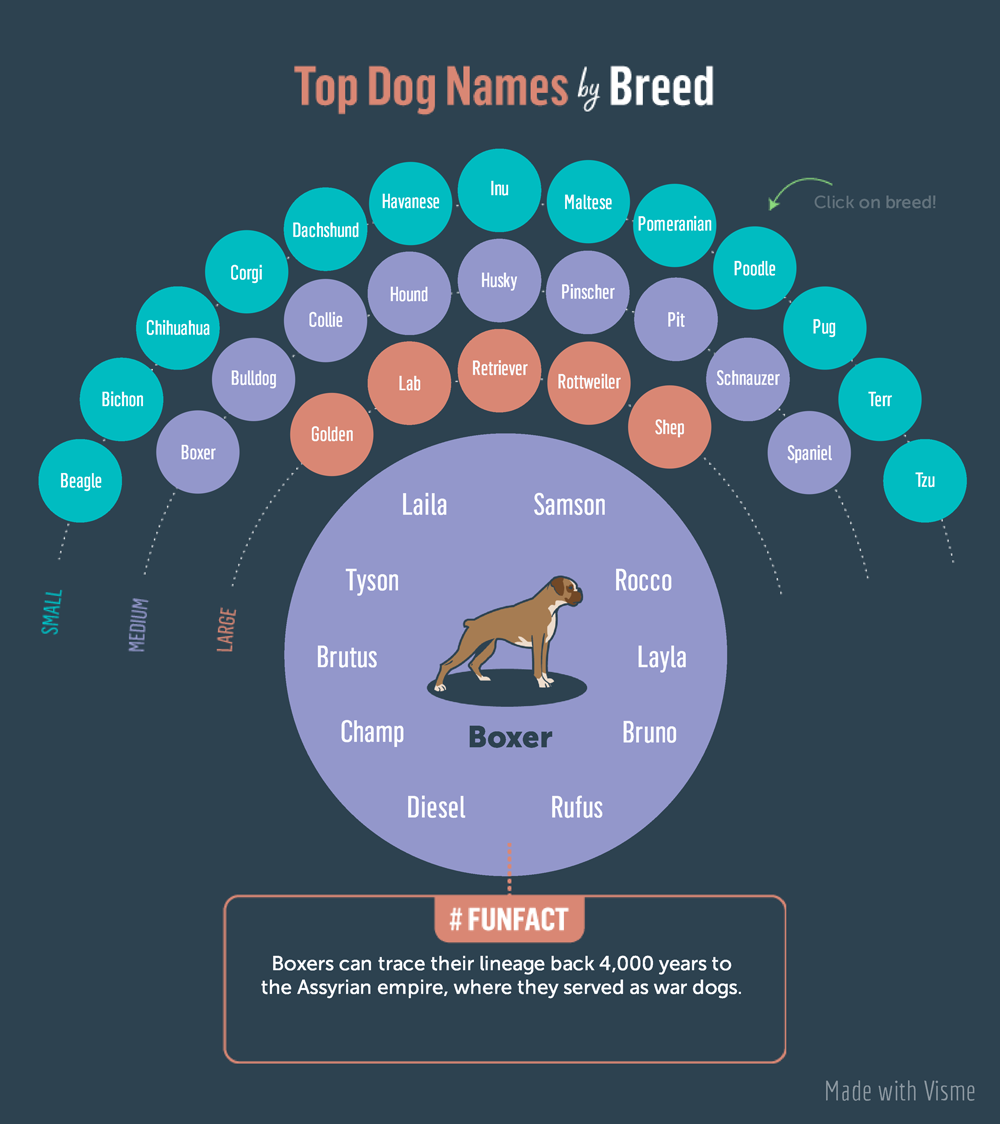 Top Dog Names by Breed
Click on breed!
Beagle
Bichon
Chihuahua
Corgi
Dachshund
Havanese
Inu
Maltese
Pomeranian
Poodle
Pug
Terr
Tzu
Boxer
Bulldog
Collie
Hound
Husky
Pinscher
Pit
Schnauzer
Spaniel
Golden
Lab
Retriever
Rottweiler
Shep
SMALL
MEDIUM
LARGE
Laila
Samson
Tyson
Rocco
Brutus
Layla
Champ
Boxer
Bruno
Diesel
Rufus
# FUNFACT
Boxers can trace their lineage back 4,000 years to
the Assyrian empire, where they served as war dogs.
Made with Visme